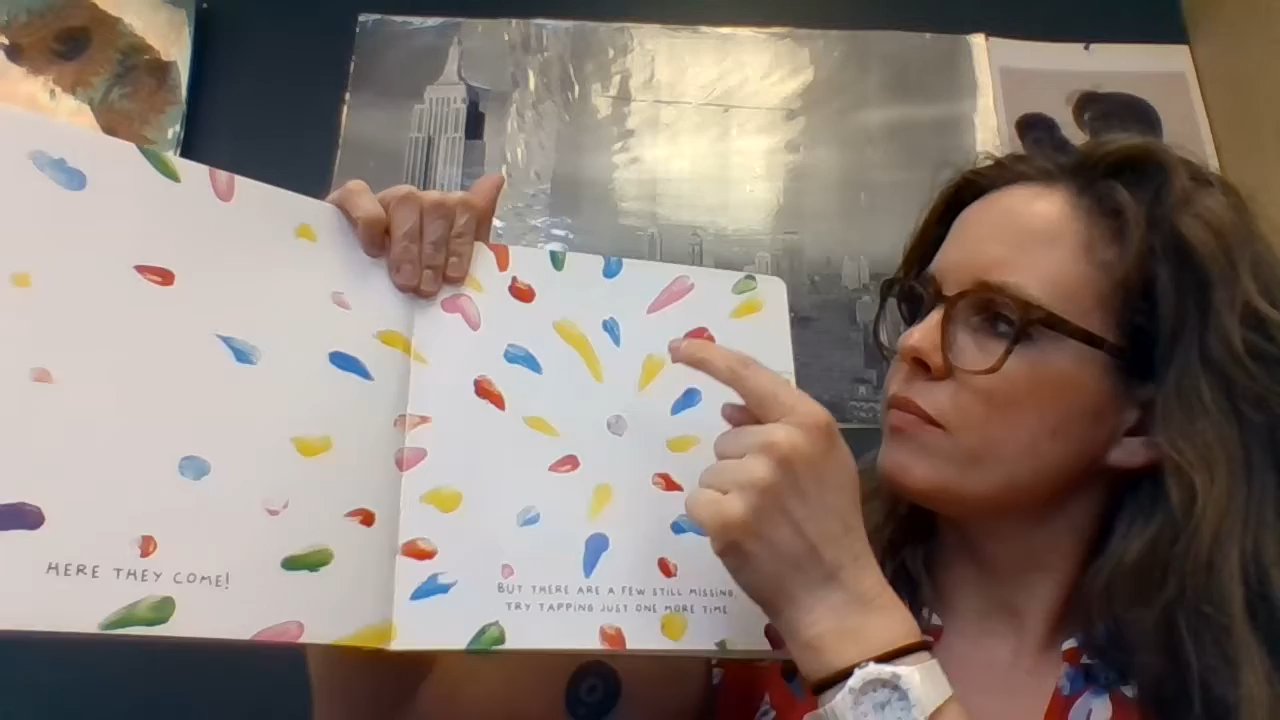 HERE THEY COME!
BUT THERE ARE A FEW STILL MISSING.
TRY TAPPING JUST ONE MORE TIME